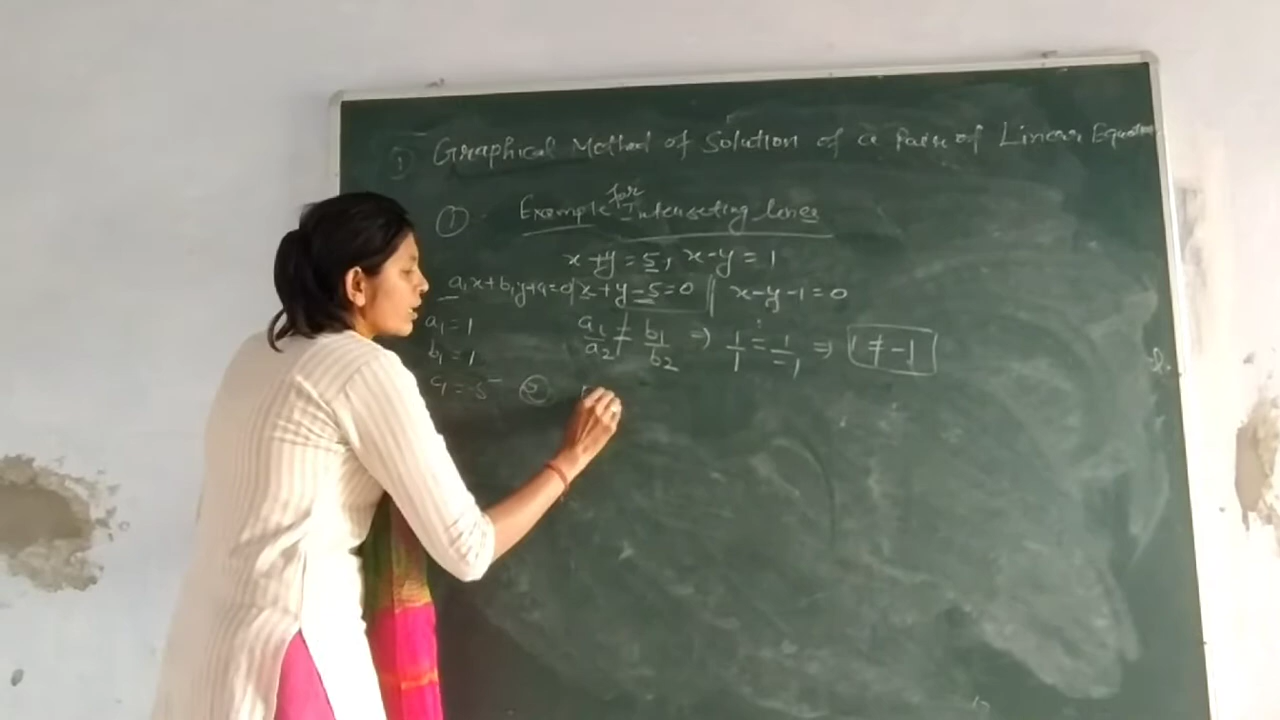 ① Graphical Method of Solution of a Pair of Linear Equation
① Example for Intersecting lines
x+y=5, x-y=1
a₁x+b₁y+c₁=0 x+y-5=0 || x-y-1=0
a₁=1
a₁/a₂ ≠ b₁/b₂ ⇒ 1/1 = 1/-1 ⇒ 1≠-1
b₁=1
c₁=-5 ②